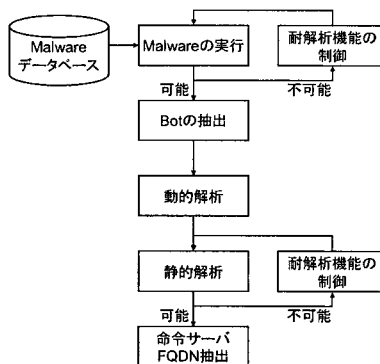 Malware
データベース
Malwareの実行
耐解析機能の
制御
可能
不可能
Botの抽出
動的解析
静的解析
耐解析機能の
制御
可能
不可能
命令サーバ
FQDN抽出